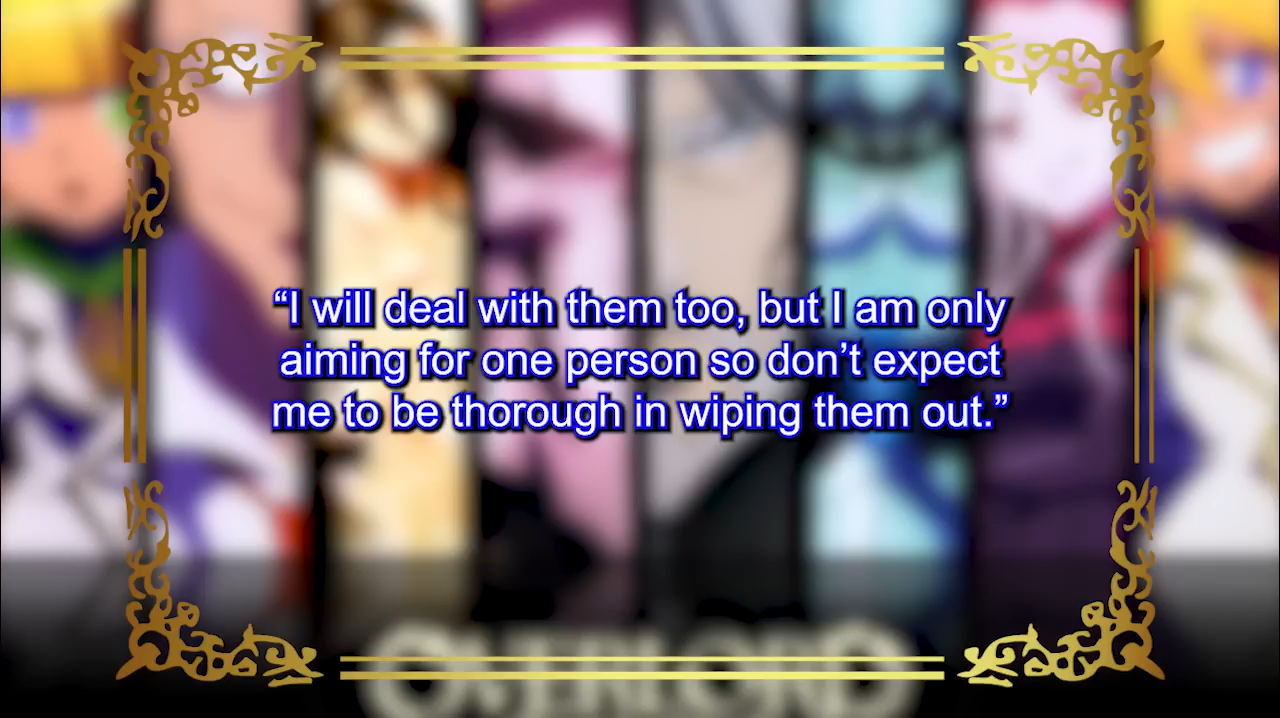 “I will deal with them too, but I am only
aiming for one person so don’t expect
me to be thorough in wiping them out.”
OVERLORD